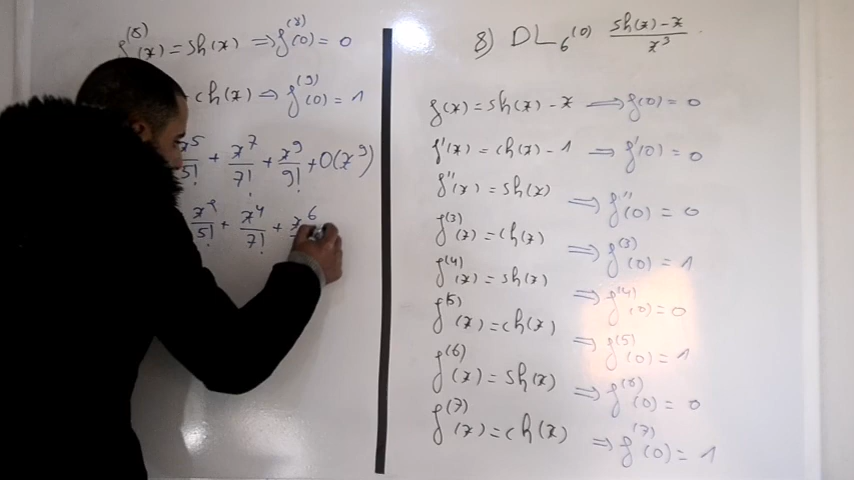 f^(8)(x) = sh(x) ⟹ f^(8)(0) = 0
ch(x) ⟹ f^(9)(0) = 1
x^5/5! + x^7/7! + x^9/9! + O(x^9)
x^2/5! + x^4/7! + x^6
8) DL_6(0) (sh(x) - x)/x^3
f(x) = sh(x) - x ⟹ f(0) = 0
f'(x) = ch(x) - 1 ⟹ f'(0) = 0
f''(x) = sh(x) ⟹ f''(0) = 0
f^(3)(x) = ch(x) ⟹ f^(3)(0) = 1
f^(4)(x) = sh(x) ⟹ f^(4)(0) = 0
f^(5)(x) = ch(x) ⟹ f^(5)(0) = 1
f^(6)(x) = sh(x) ⟹ f^(6)(0) = 0
f^(7)(x) = ch(x) ⟹ f^(7)(0) = 1